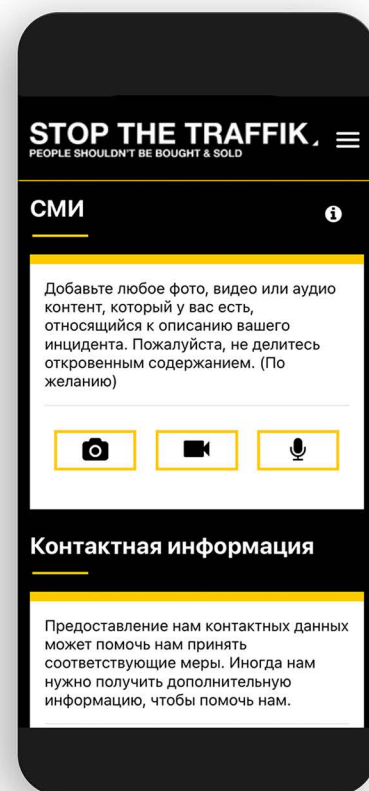 STOP THE TRAFFIK
PEOPLE SHOULDN'T BE BOUGHT & SOLD
СМИ
Добавьте любое фото, видео или аудио
контент, который у вас есть,
относящийся к описанию вашего
инцидента. Пожалуйста, не делитесь
откровенным содержанием. (По
желанию)
Контактная информация
Предоставление нам контактных данных
может помочь нам принять
соответствующие меры. Иногда нам
нужно получить дополнительную
информацию, чтобы помочь нам.